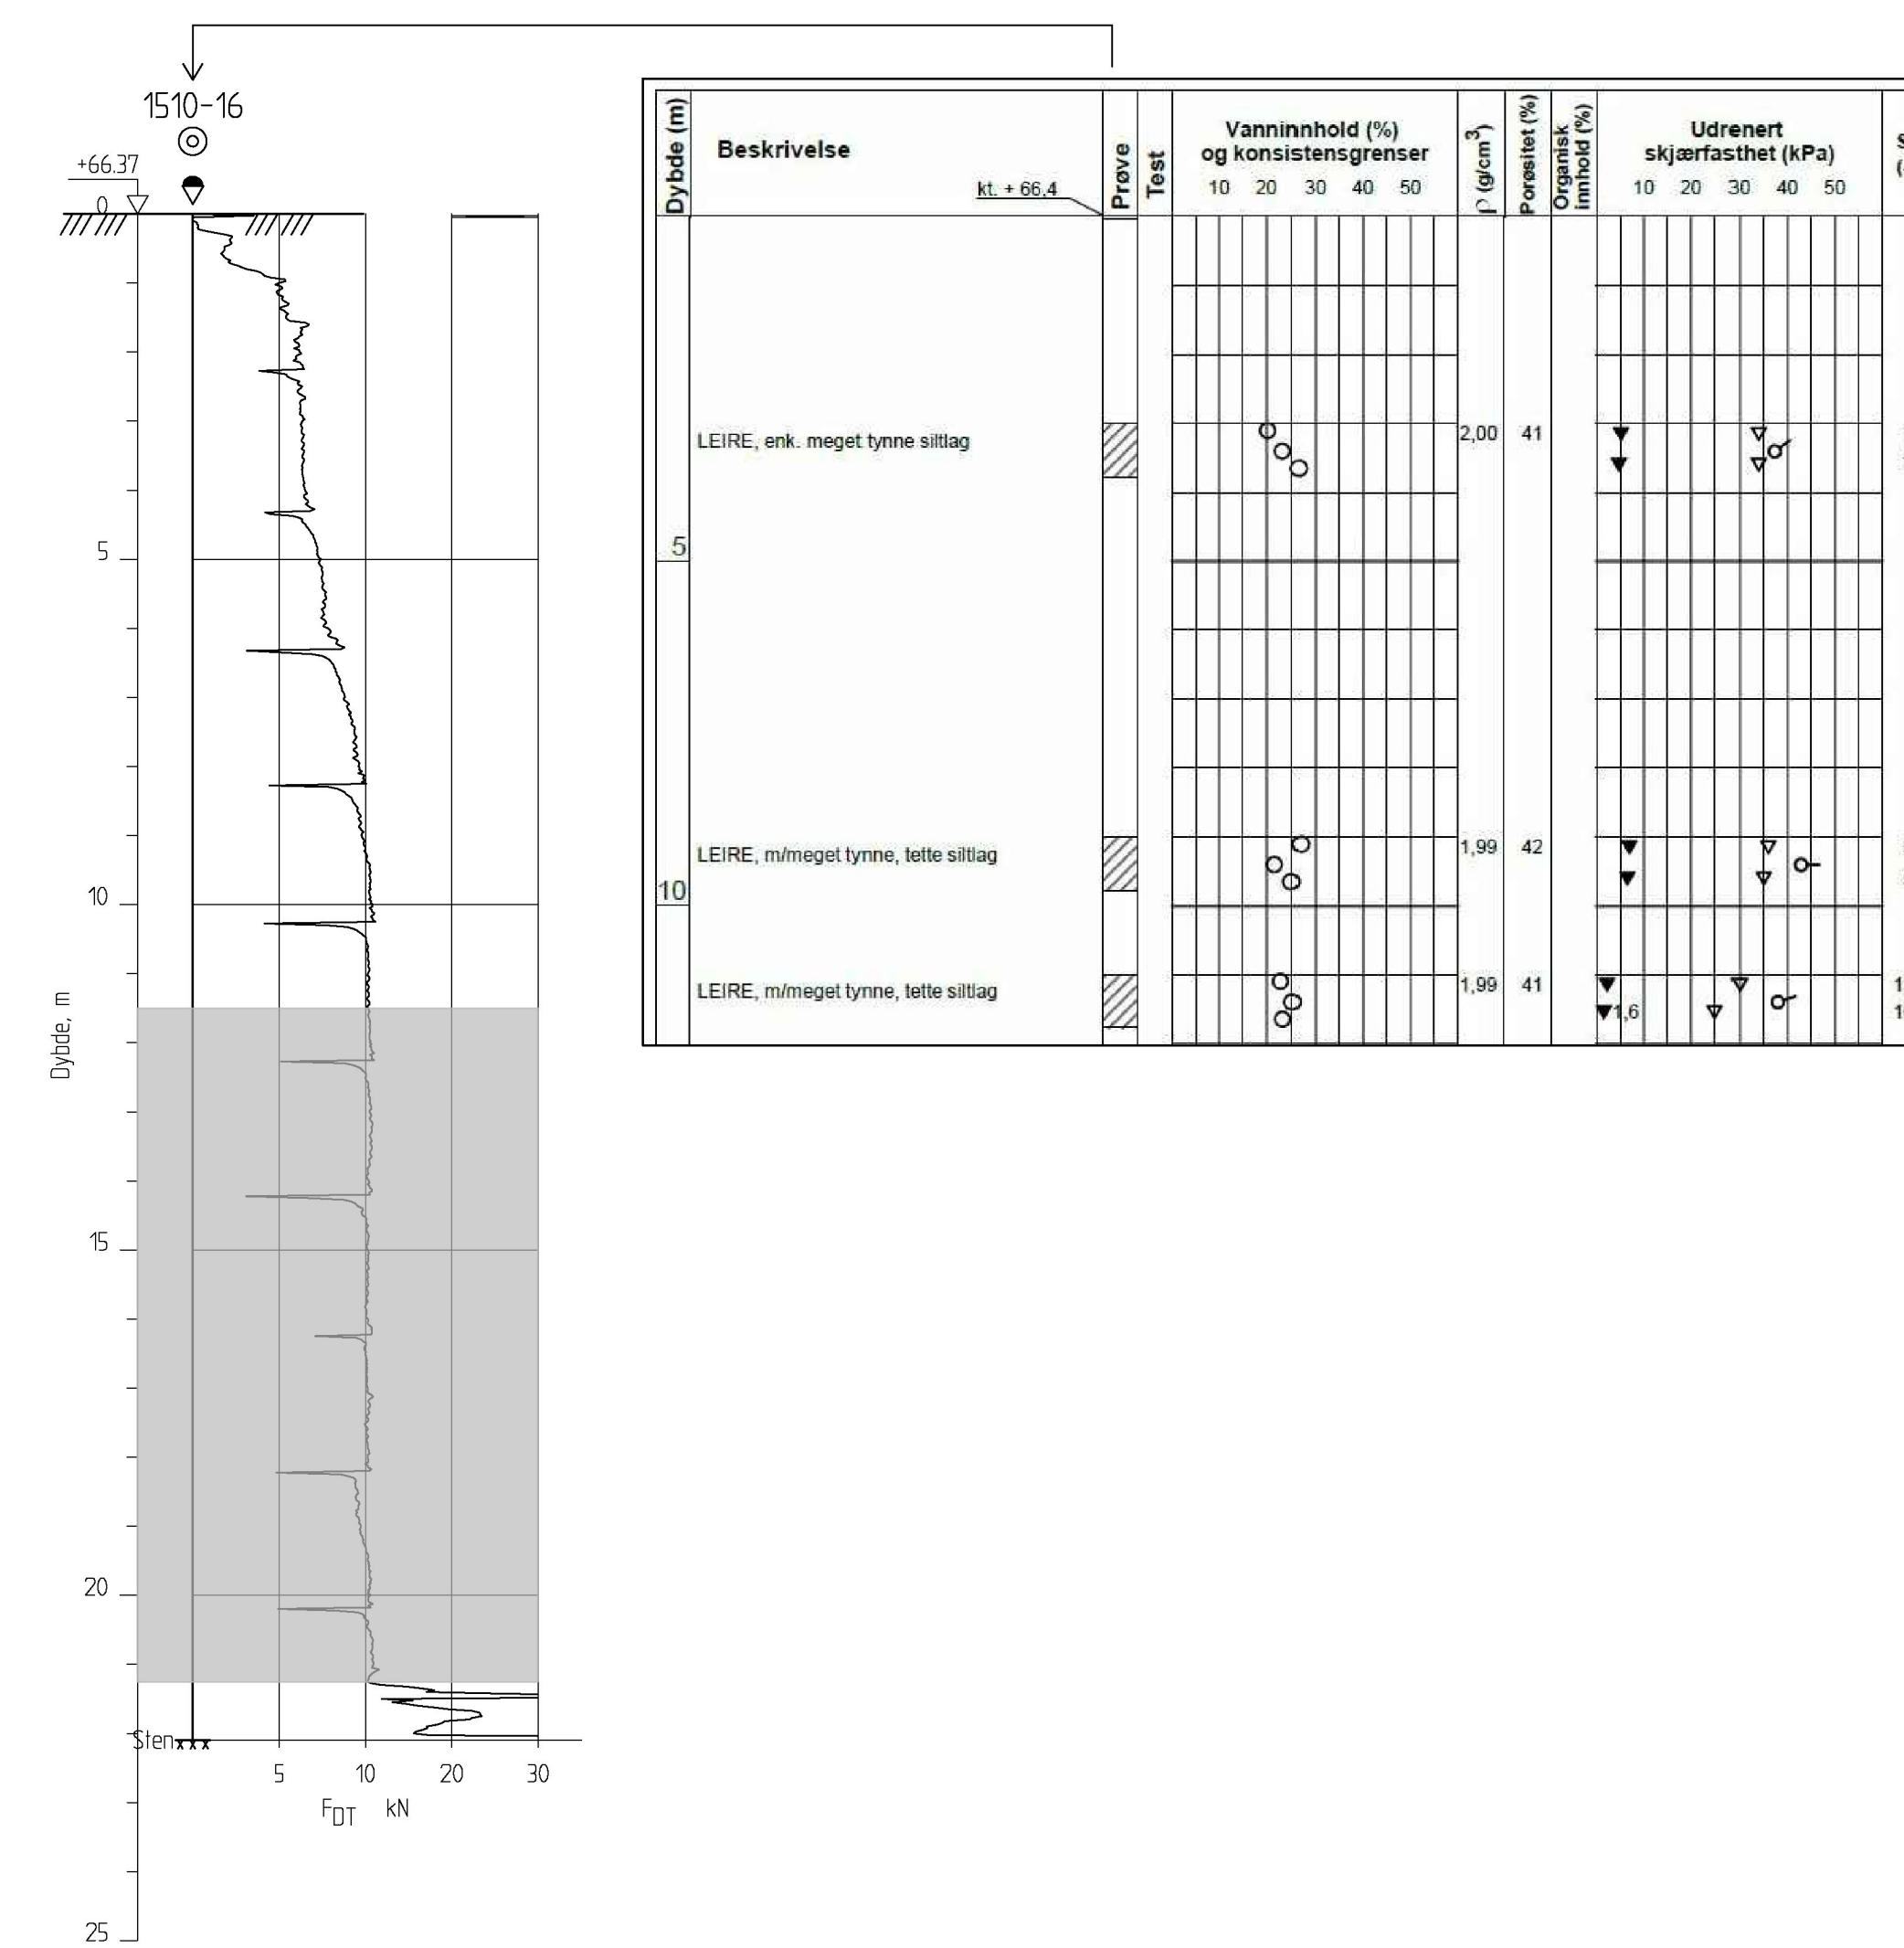 1510-16
+66.37
0
5
10
15
20
25
Dybde, m
Sten
5 10 20 30
FDT kN
Dybde (m)
Beskrivelse
kt. + 66,4
Prøve
Test
Vanninnhold (%)
og konsistensgrenser
10 20 30 40 50
ρ (g/cm³)
Porøsitet (%)
Organisk
innhold (%)
Udrenert
skjærfasthet (kPa)
10 20 30 40 50
LEIRE, enk. meget tynne siltlag
2,00 41
5
LEIRE, m/meget tynne, tette siltlag
1,99 42
10
LEIRE, m/meget tynne, tette siltlag
1,99 41
1,6